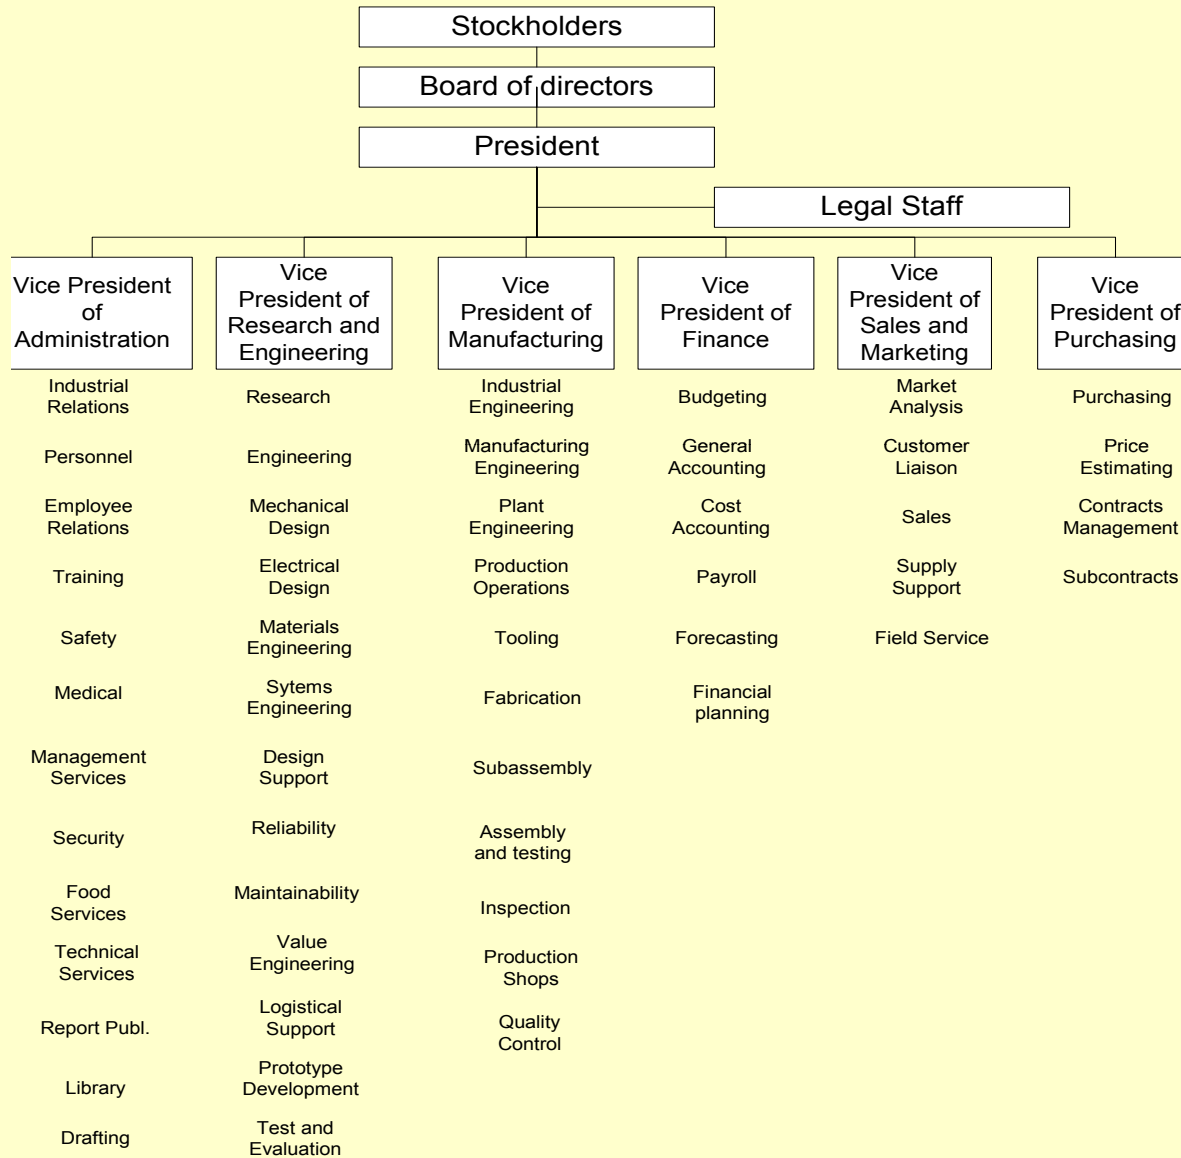 Stockholders
Board of directors
President
Legal Staff
Vice President
of
Administration
Vice
President of
Research and
Engineering
Vice
President of
Manufacturing
Vice
President of
Finance
Vice
President of
Sales and
Marketing
Vice
President of
Purchasing
Industrial
Relations
Personnel
Employee
Relations
Training
Safety
Medical
Management
Services
Security
Food
Services
Technical
Services
Report Publ.
Library
Drafting
Research
Engineering
Mechanical
Design
Electrical
Design
Materials
Engineering
Sytems
Engineering
Design
Support
Reliability
Maintainability
Value
Engineering
Logistical
Support
Prototype
Development
Test and
Evaluation
Industrial
Engineering
Manufacturing
Engineering
Plant
Engineering
Production
Operations
Tooling
Fabrication
Subassembly
Assembly
and testing
Inspection
Production
Shops
Quality
Control
Budgeting
General
Accounting
Cost
Accounting
Payroll
Forecasting
Financial
planning
Market
Analysis
Customer
Liaison
Sales
Supply
Support
Field Service
Purchasing
Price
Estimating
Contracts
Management
Subcontracts